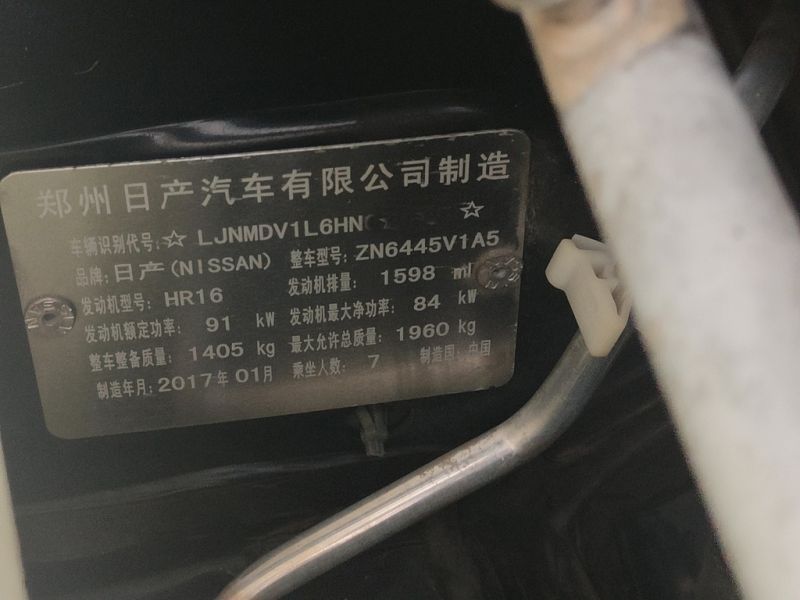 郑州日产汽车有限公司制造
车辆识别代号:☆ LJNMDV1L6HN ☆
品牌:日产(NISSAN) 整车型号:ZN6445V1A5
发动机型号:HR16 发动机排量:1598 ml
发动机额定功率:91 kW 发动机最大净功率:84 kW
整车整备质量:1405 kg 最大允许总质量:1960 kg
制造年月:2017年01月 乘坐人数:7 制造国:中国